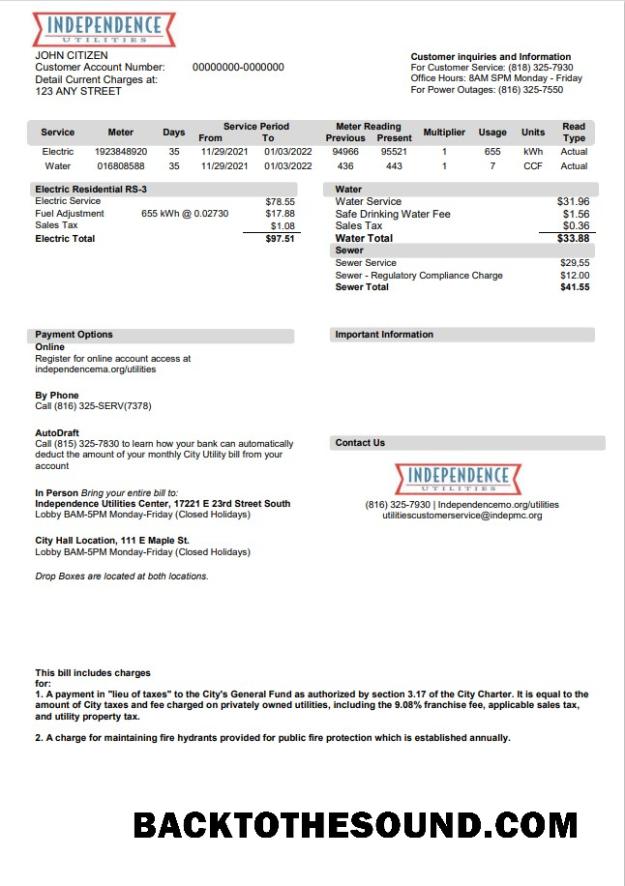 INDEPENDENCE
UTILITIES
JOHN CITIZEN
Customer Account Number: 00000000-0000000
Detail Current Charges at:
123 ANY STREET
Customer inquiries and Information
For Customer Service: (818) 325-7930
Office Hours: 8AM SPM Monday - Friday
For Power Outages: (816) 325-7550
Service Meter Days Service Period From To Meter Reading Previous Present Multiplier Usage Units Read Type
Electric 1923848920 35 11/29/2021 01/03/2022 94966 95521 1 655 kWh Actual
Water 016808588 35 11/29/2021 01/03/2022 436 443 1 7 CCF Actual
Electric Residential RS-3
Electric Service $78.55
Fuel Adjustment 655 kWh @ 0.02730 $17.88
Sales Tax $1.08
Electric Total $97.51
Water
Water Service $31.96
Safe Drinking Water Fee $1.56
Sales Tax $0.36
Water Total $33.88
Sewer
Sewer Service $29,55
Sewer - Regulatory Compliance Charge $12.00
Sewer Total $41.55
Payment Options
Online
Register for online account access at
independencema.org/utilities
By Phone
Call (816) 325-SERV(7378)
AutoDraft
Call (815) 325-7830 to learn how your bank can automatically
deduct the amount of your monthly City Utility bill from your
account
In Person Bring your entire bill to:
Independence Utilities Center, 17221 E 23rd Street South
Lobby BAM-5PM Monday-Friday (Closed Holidays)
City Hall Location, 111 E Maple St.
Lobby BAM-5PM Monday-Friday (Closed Holidays)
Drop Boxes are located at both locations.
Important Information
Contact Us
INDEPENDENCE
UTILITIES
(816) 325-7930 | Independencemo.org/utilities
utilitiescustomerservice@indepmc.org
This bill includes charges
for:
1. A payment in "lieu of taxes" to the City's General Fund as authorized by section 3.17 of the City Charter. It is equal to the
amount of City taxes and fee charged on privately owned utilities, including the 9.08% franchise fee, applicable sales tax,
and utility property tax.
2. A charge for maintaining fire hydrants provided for public fire protection which is established annually.
BACKTOTHESOUND.COM